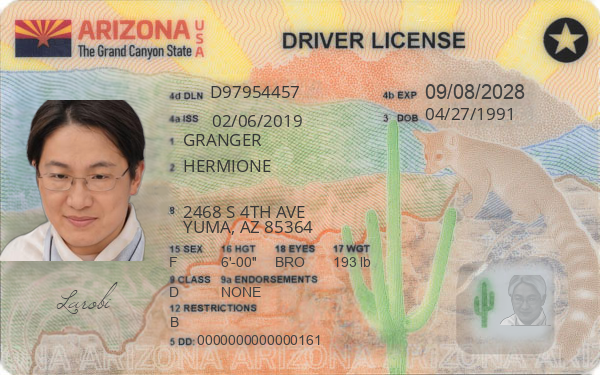 ARIZONA USA
The Grand Canyon State
DRIVER LICENSE
4d DLN D97954457
4b EXP 09/08/2028
4a ISS 02/06/2019
3 DOB 04/27/1991
1 GRANGER
2 HERMIONE
8 2468 S 4TH AVE
YUMA, AZ 85364
15 SEX 16 HGT 18 EYES 17 WGT
F 6'-00" BRO 193 lb
9 CLASS 9a ENDORSEMENTS
D NONE
12 RESTRICTIONS
B
5 DD: 0000000000000161
Larobi
ARIZONA ARIZONA ARIZONA ARIZONA